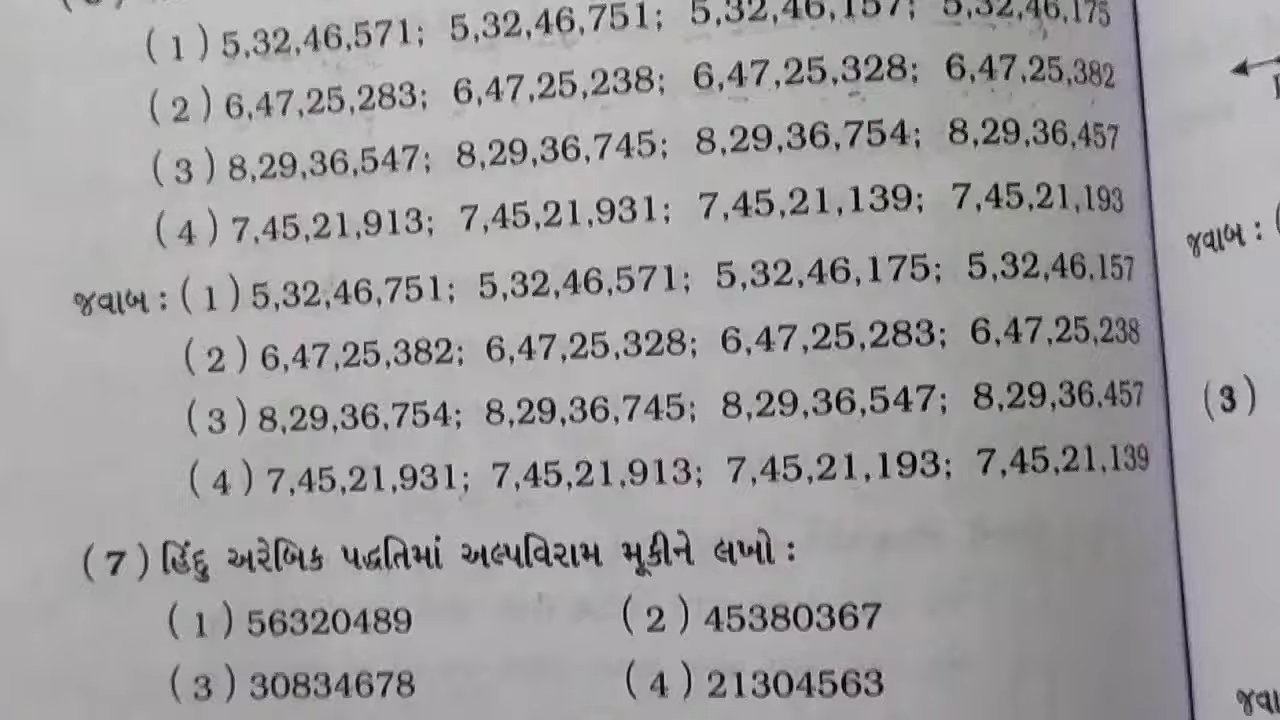 (1) 5,32,46,571; 5,32,46,751; 5,32,46,157; 5,32,46,175
(2) 6,47,25,283; 6,47,25,238; 6,47,25,328; 6,47,25,382
(3) 8,29,36,547; 8,29,36,745; 8,29,36,754; 8,29,36,457
(4) 7,45,21,913; 7,45,21,931; 7,45,21,139; 7,45,21,193
જવાબ : (1) 5,32,46,751; 5,32,46,571; 5,32,46,175; 5,32,46,157
(2) 6,47,25,382; 6,47,25,328; 6,47,25,283; 6,47,25,238
(3) 8,29,36,754; 8,29,36,745; 8,29,36,547; 8,29,36,457
(4) 7,45,21,931; 7,45,21,913; 7,45,21,193; 7,45,21,139
(7) હિંદુ અરેબિક પદ્ધતિમાં અલ્પવિરામ મૂકીને લખો :
(1) 56320489 (2) 45380367
(3) 30834678 (4) 21304563
જવાબ :
(3)